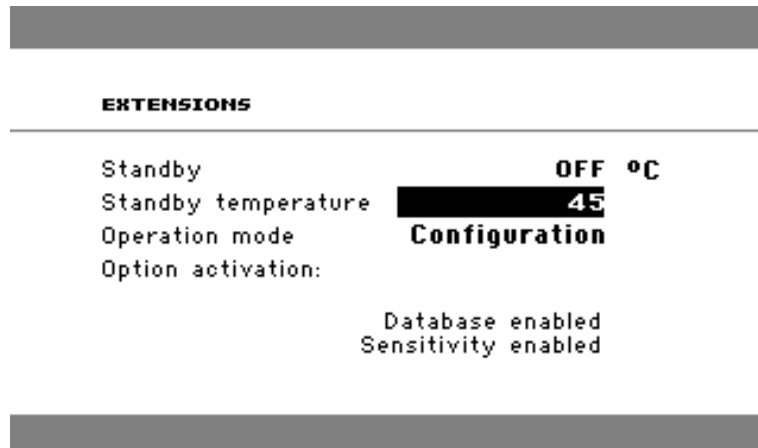 EXTENSIONS
Standby OFF ºC
Standby temperature 45
Operation mode Configuration
Option activation:
Database enabled
Sensitivity enabled